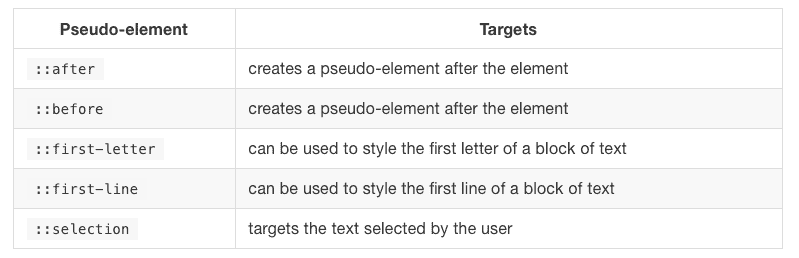 Pseudo-element Targets
::after creates a pseudo-element after the element
::before creates a pseudo-element after the element
::first-letter can be used to style the first letter of a block of text
::first-line can be used to style the first line of a block of text
::selection targets the text selected by the user